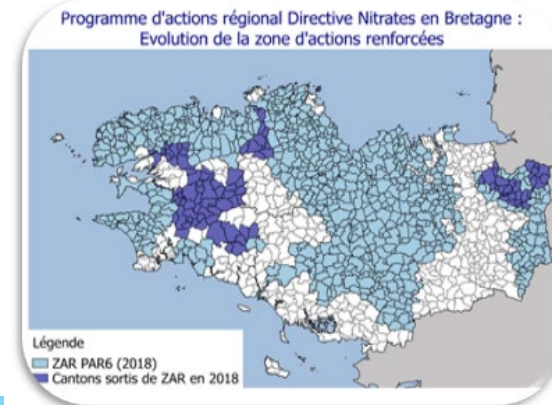 Programme d'actions régional Directive Nitrates en Bretagne :
Evolution de la zone d'actions renforcées
Légende
ZAR PAR6 (2018)
Cantons sortis de ZAR en 2018